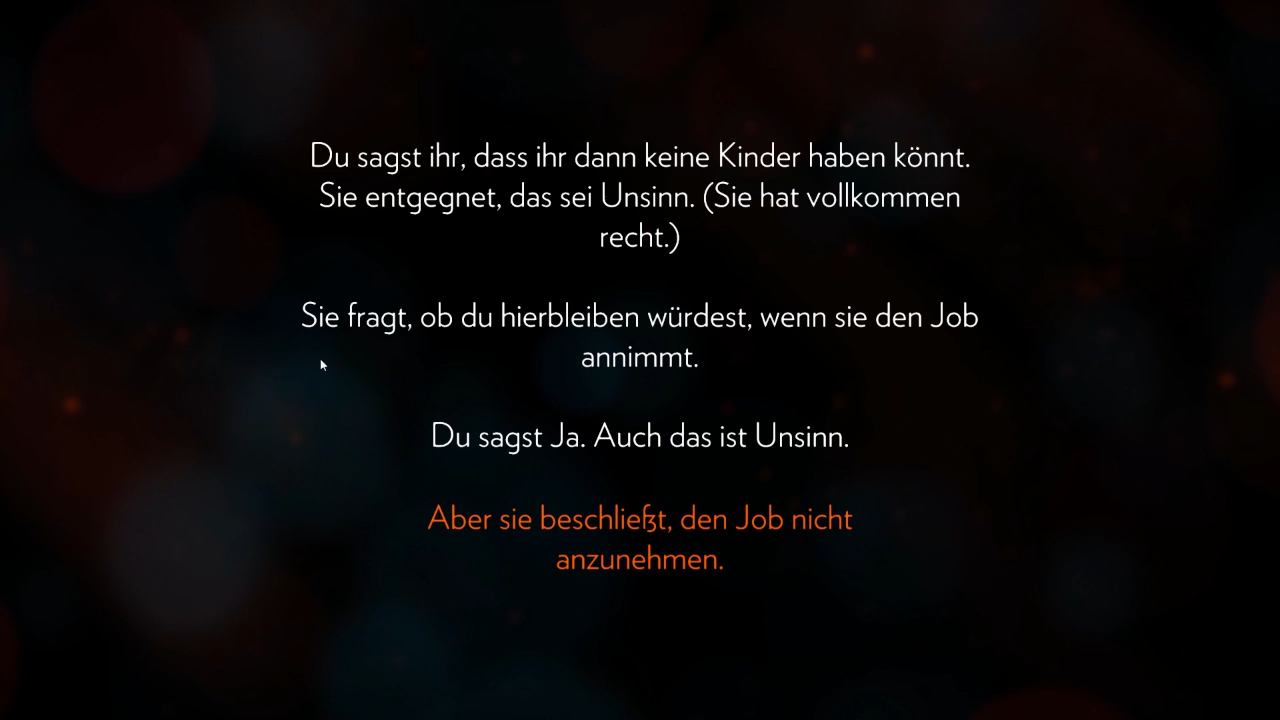 Du sagst ihr, dass ihr dann keine Kinder haben könnt.
Sie entgegnet, das sei Unsinn. (Sie hat vollkommen
recht.)
Sie fragt, ob du hierbleiben würdest, wenn sie den Job
annimmt.
Du sagst Ja. Auch das ist Unsinn.
Aber sie beschließt, den Job nicht
anzunehmen.